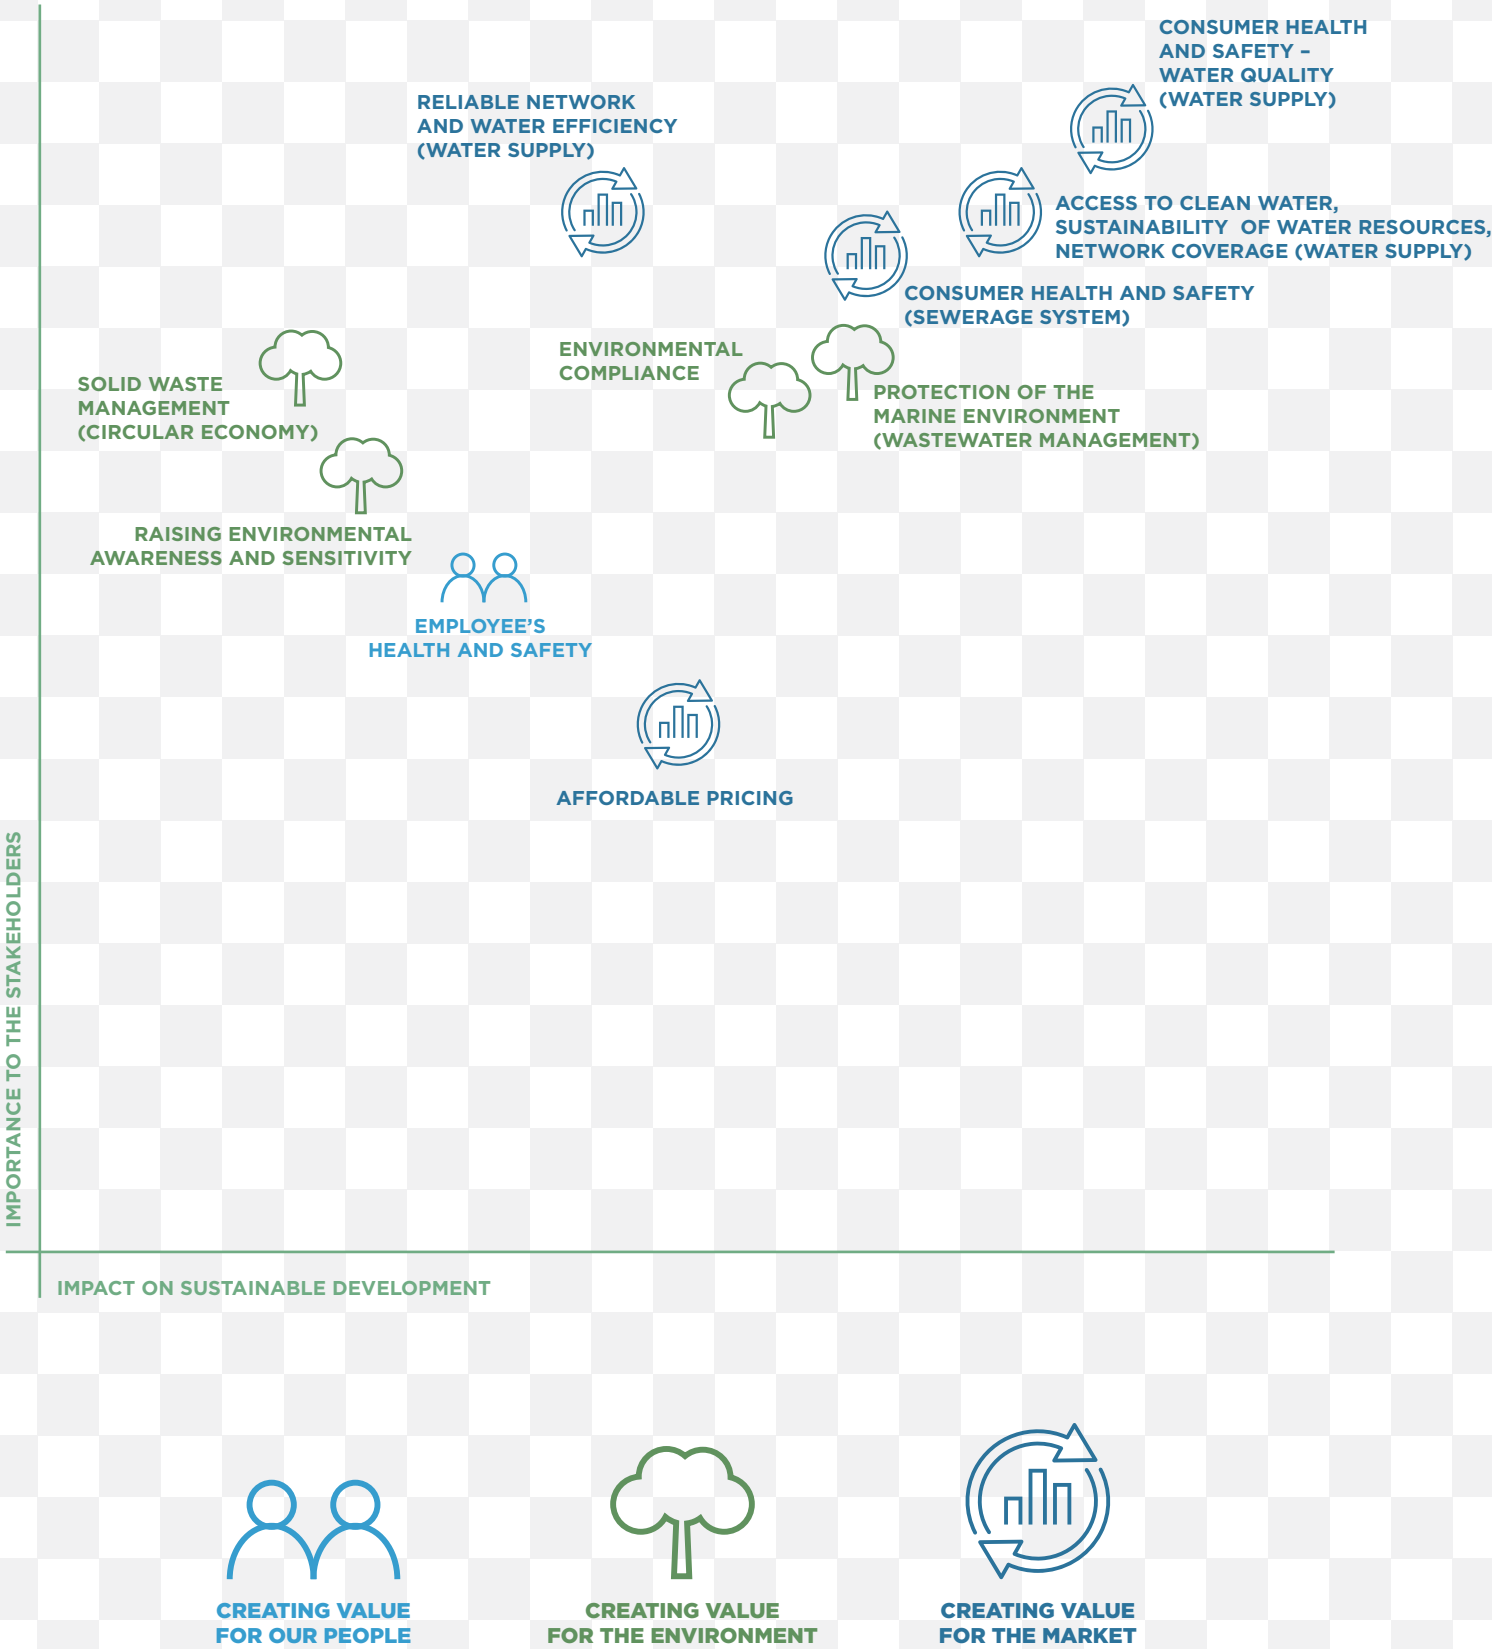 CONSUMER HEALTH
AND SAFETY –
WATER QUALITY
(WATER SUPPLY)
RELIABLE NETWORK
AND WATER EFFICIENCY
(WATER SUPPLY)
ACCESS TO CLEAN WATER,
SUSTAINABILITY OF WATER RESOURCES,
NETWORK COVERAGE (WATER SUPPLY)
CONSUMER HEALTH AND SAFETY
(SEWERAGE SYSTEM)
ENVIRONMENTAL
COMPLIANCE
SOLID WASTE
MANAGEMENT
(CIRCULAR ECONOMY)
PROTECTION OF THE
MARINE ENVIRONMENT
(WASTEWATER MANAGEMENT)
RAISING ENVIRONMENTAL
AWARENESS AND SENSITIVITY
EMPLOYEE’S
HEALTH AND SAFETY
AFFORDABLE PRICING
IMPORTANCE TO THE STAKEHOLDERS
IMPACT ON SUSTAINABLE DEVELOPMENT
CREATING VALUE
FOR OUR PEOPLE
CREATING VALUE
FOR THE ENVIRONMENT
CREATING VALUE
FOR THE MARKET